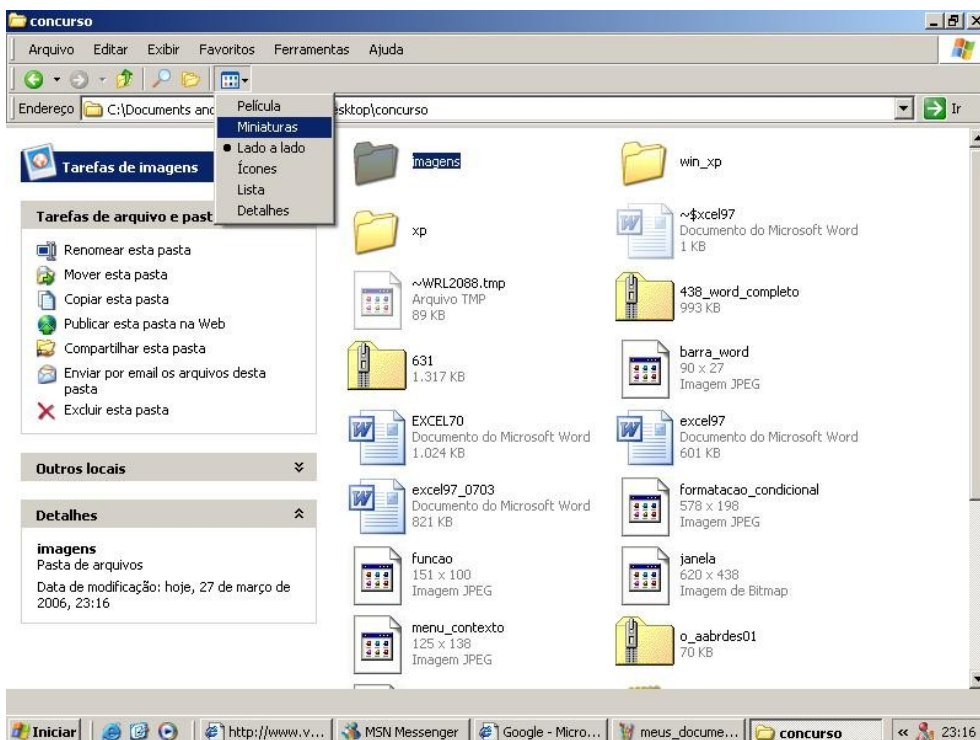 concurso
Arquivo Editar Exibir Favoritos Ferramentas Ajuda
Endereço C:\Documents and sktop\concurso Ir
Película
Miniaturas
Lado a lado
Ícones
Lista
Detalhes
Tarefas de imagens
Tarefas de arquivo e past
Renomear esta pasta
Mover esta pasta
Copiar esta pasta
Publicar esta pasta na Web
Compartilhar esta pasta
Enviar por email os arquivos desta
pasta
Excluir esta pasta
Outros locais
Detalhes
imagens
Pasta de arquivos
Data de modificação: hoje, 27 de março de
2006, 23:16
imagens
win_xp
xp
~$xcel97
Documento do Microsoft Word
1 KB
~WRL2088.tmp
Arquivo TMP
89 KB
438_word_completo
993 KB
631
1.317 KB
barra_word
90 x 27
Imagem JPEG
EXCEL70
Documento do Microsoft Word
1.024 KB
excel97
Documento do Microsoft Word
601 KB
excel97_0703
Documento do Microsoft Word
821 KB
formatacao_condicional
578 x 198
Imagem JPEG
funcao
151 x 100
Imagem JPEG
janela
620 x 438
Imagem de Bitmap
menu_contexto
125 x 138
Imagem JPEG
o_aabrdes01
70 KB
Iniciar http://www.v... MSN Messenger Google - Micro... meus_docume... concurso « 23:16